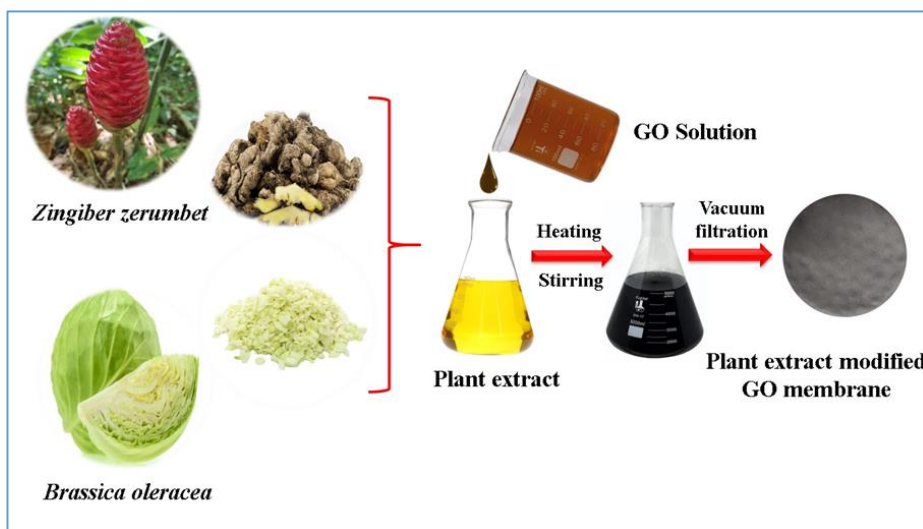 Zingiber zerumbet
Brassica oleracea
GO Solution
Plant extract
Heating
Stirring
Vacuum
filtration
Plant extract modified
GO membrane